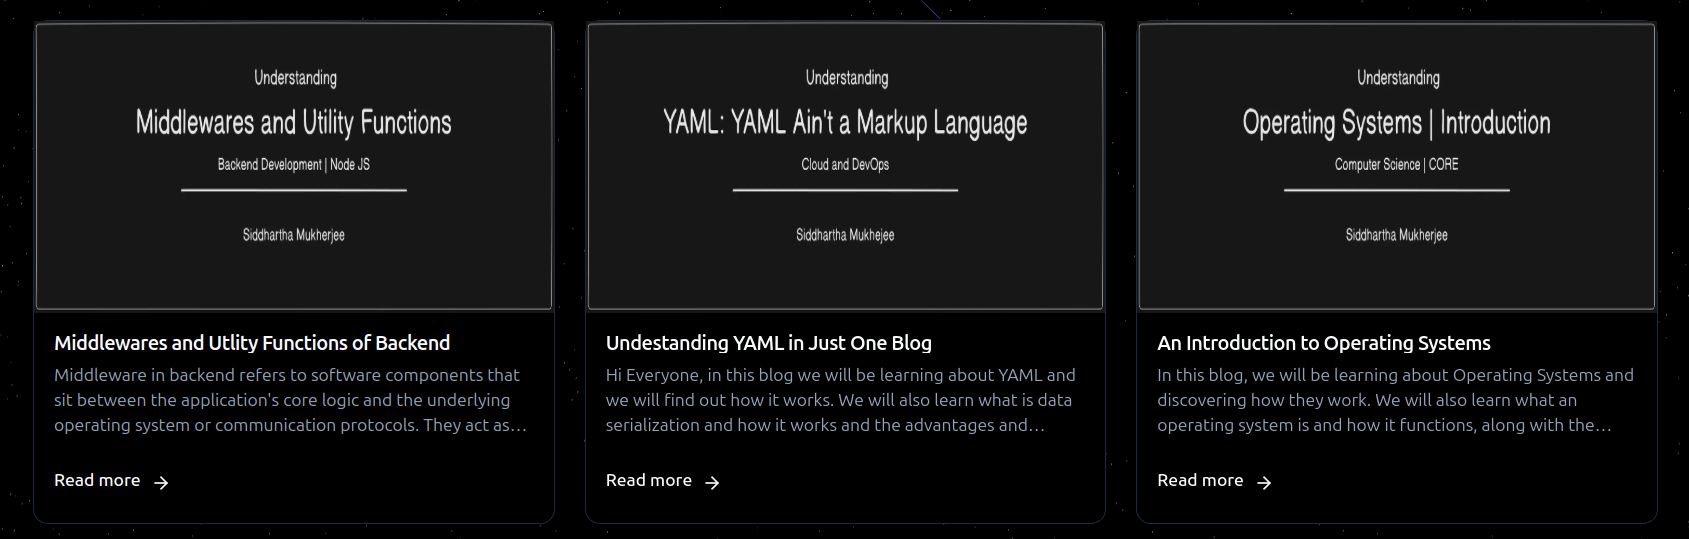 Understanding
Middlewares and Utility Functions
Backend Development | Node JS
Siddhartha Mukherjee
Middlewares and Utlity Functions of Backend
Middleware in backend refers to software components that
sit between the application's core logic and the underlying
operating system or communication protocols. They act as...
Read more →
Understanding
YAML: YAML Ain't a Markup Language
Cloud and DevOps
Siddhartha Mukhejee
Undestanding YAML in Just One Blog
Hi Everyone, in this blog we will be learning about YAML and
we will find out how it works. We will also learn what is data
serialization and how it works and the advantages and...
Read more →
Understanding
Operating Systems | Introduction
Computer Science | CORE
Siddhartha Mukherjee
An Introduction to Operating Systems
In this blog, we will be learning about Operating Systems and
discovering how they work. We will also learn what an
operating system is and how it functions, along with the...
Read more →